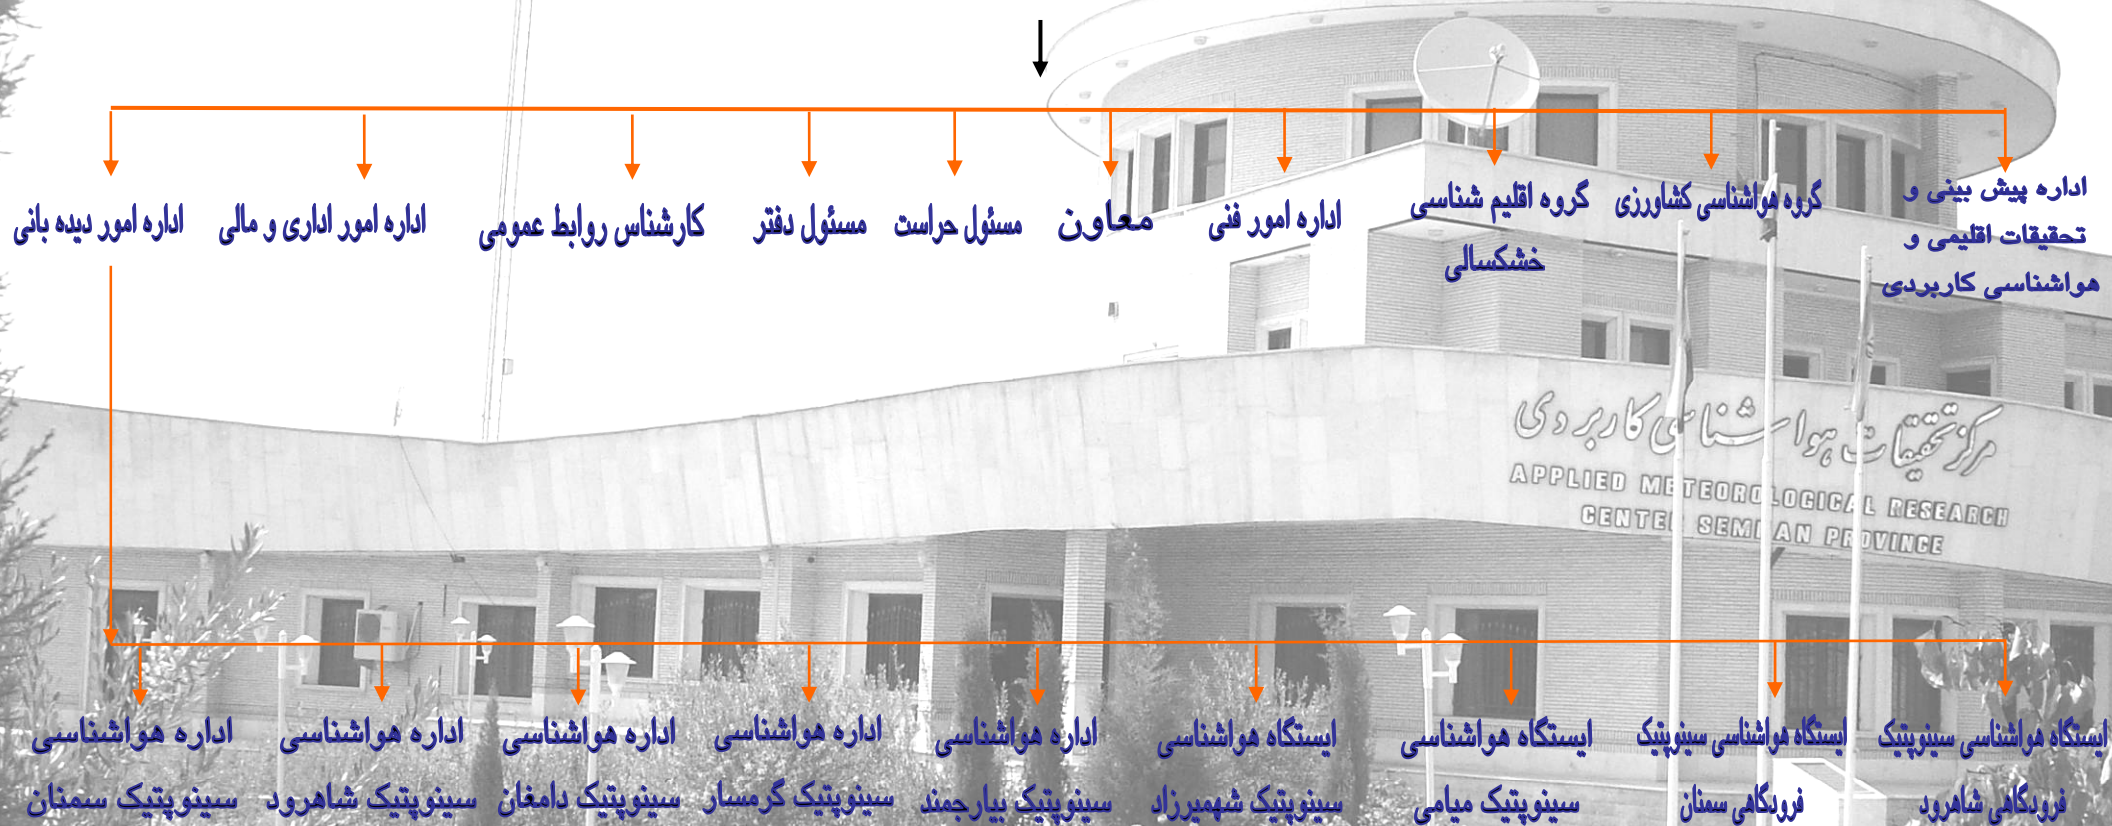 اداره پیش بینی و
تحقیقات اقلیمی و
هواشناسی کاربردی
گروه هواشناسی کشاورزی
گروه اقلیم شناسی
خشکسالی
اداره امور فنی
معاون
مسئول حراست
مسئول دفتر
کارشناس روابط عمومی
اداره امور اداری و مالی
اداره امور دیده بانی
مرکز تحقیقات هواشناسی کاربردی
APPLIED METEOROLOGICAL RESEARCH
CENTER SEMNAN PROVINCE
ایستگاه هواشناسی سینوپتیک
فرودگاهی شاهرود
ایستگاه هواشناسی سینوپتیک
فرودگاهی سمنان
ایستگاه هواشناسی
سینوپتیک میامی
ایستگاه هواشناسی
سینوپتیک شهمیرزاد
اداره هواشناسی
سینوپتیک بیارجمند
اداره هواشناسی
سینوپتیک گرمسار
اداره هواشناسی
سینوپتیک دامغان
اداره هواشناسی
سینوپتیک شاهرود
اداره هواشناسی
سینوپتیک سمنان